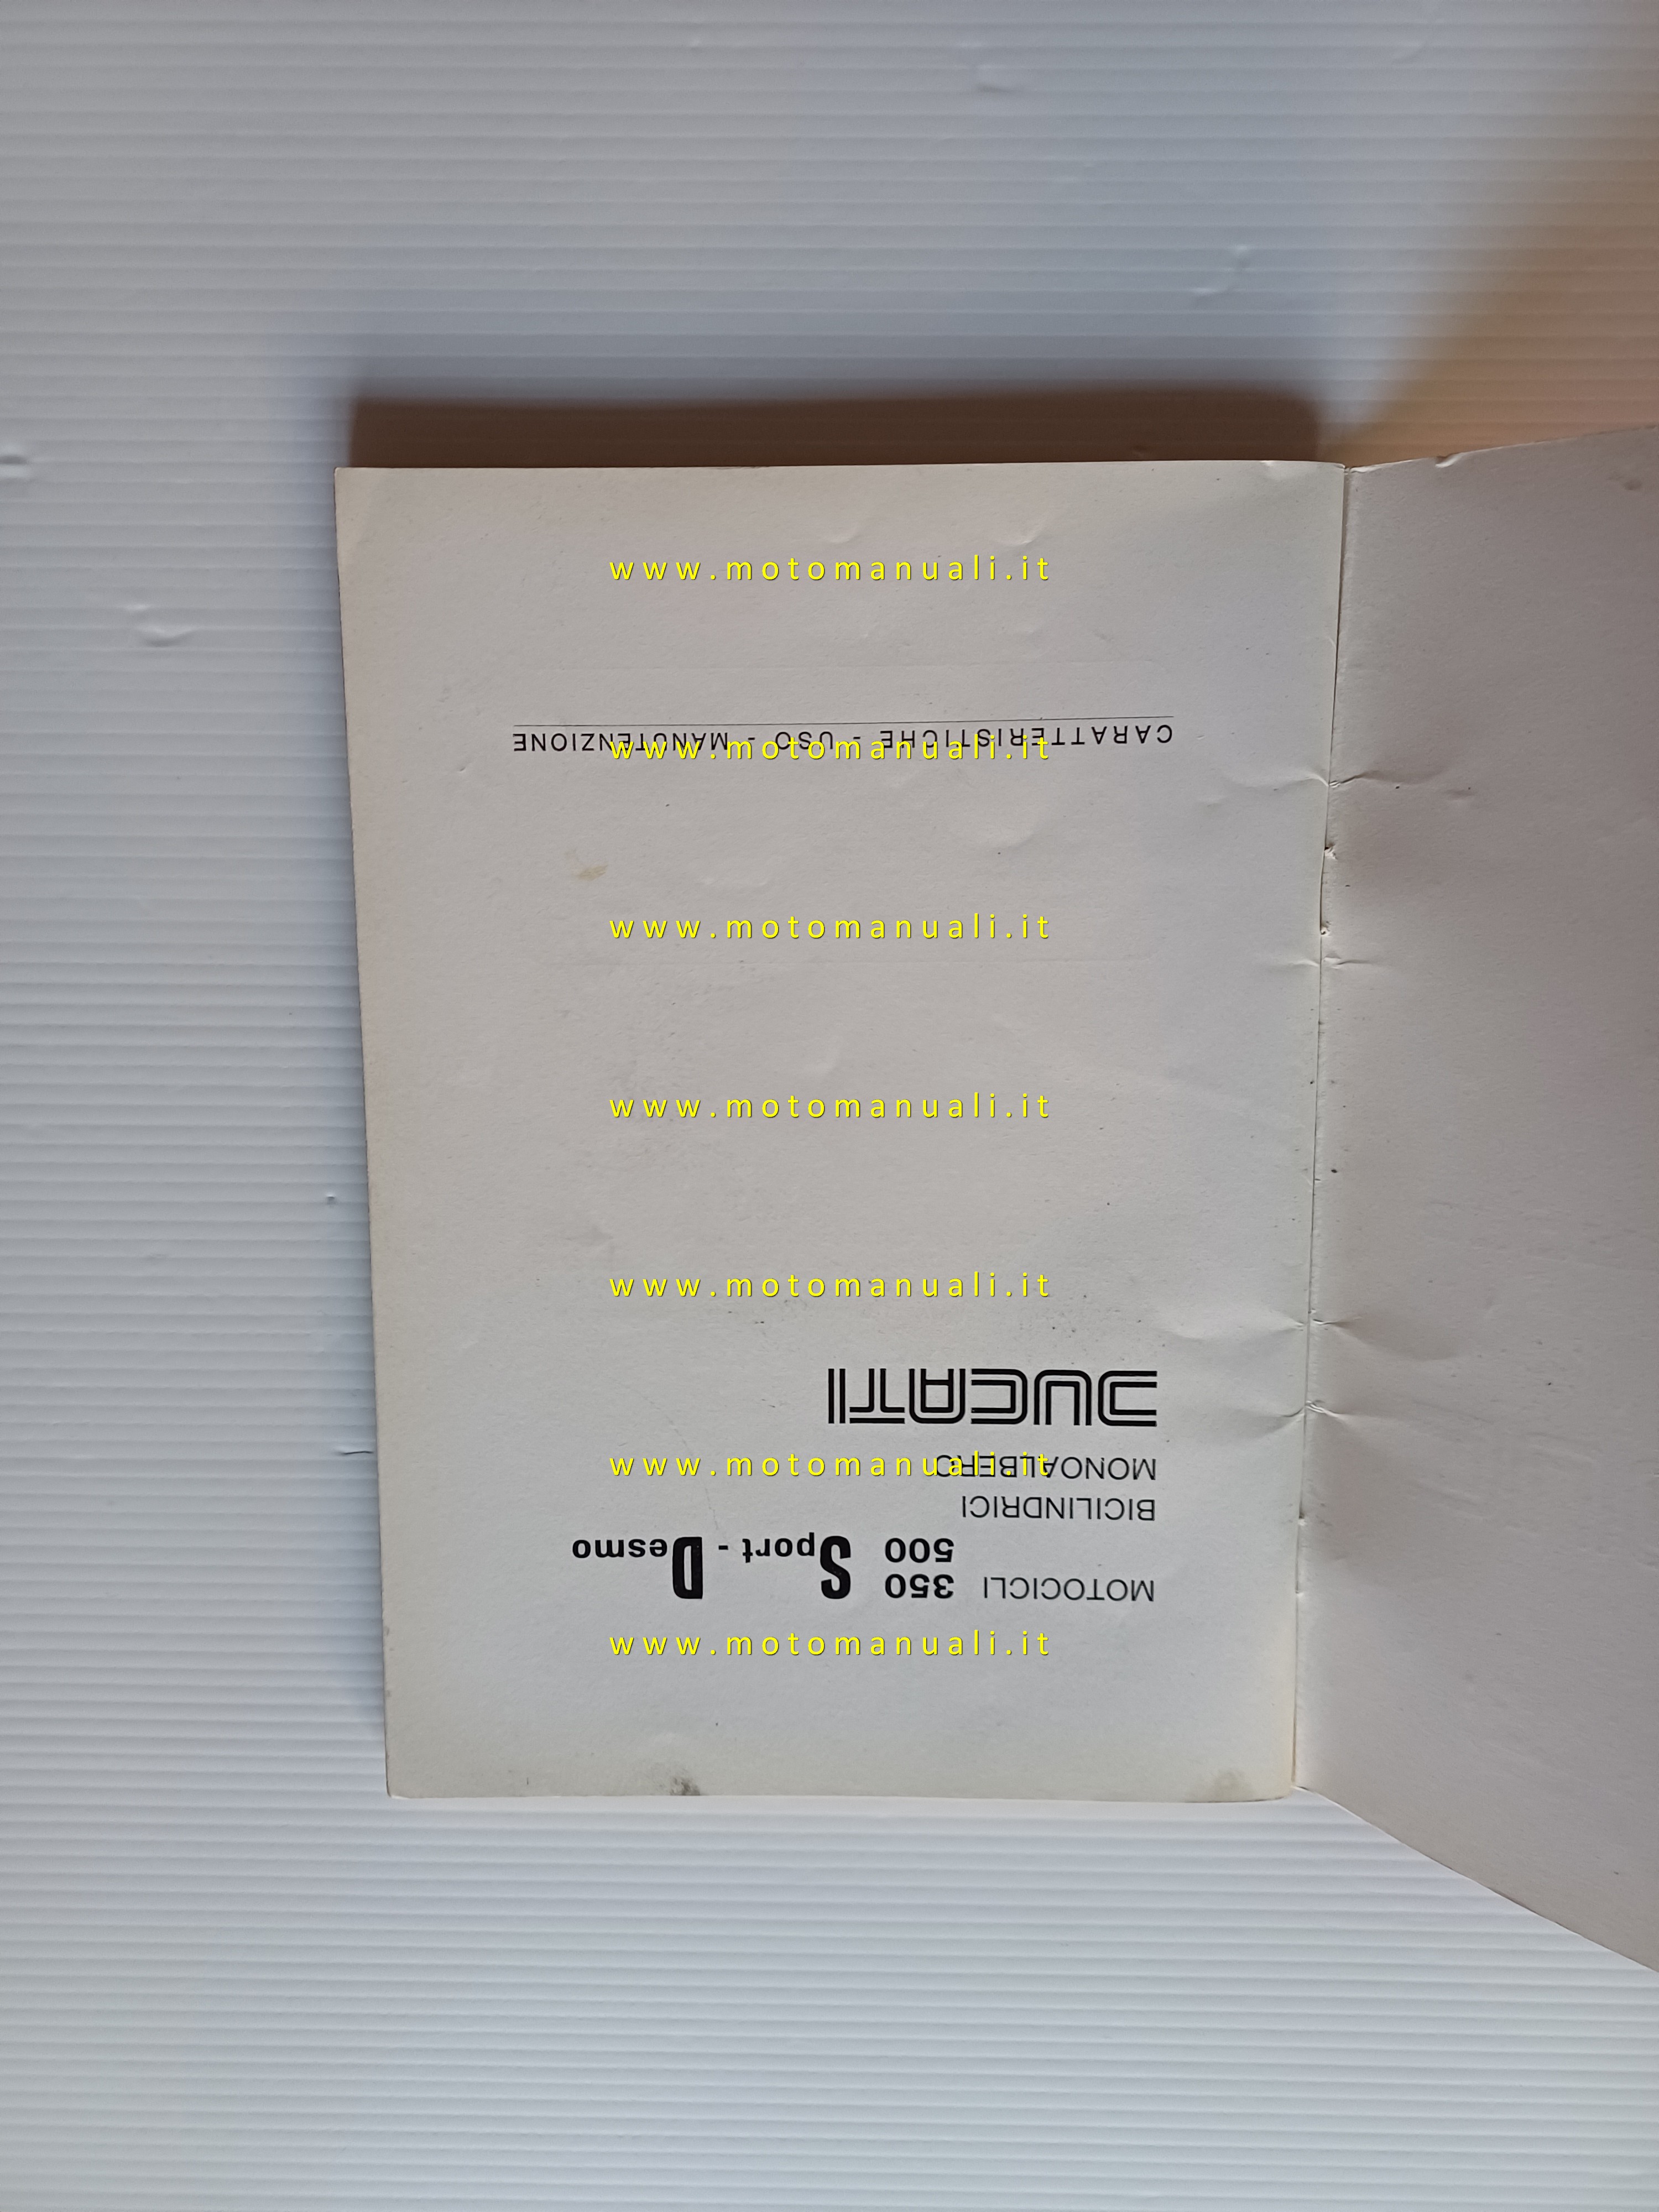 MOTOCICLI 350 Sport - Desmo
500
BICILINDRICI
MONOALBERO
DUCATI
CARATTERISTICHE - USO - MANUTENZIONE
www.motomanuali.it
www.motomanuali.it
www.motomanuali.it
www.motomanuali.it
www.motomanuali.it
www.motomanuali.it
www.motomanuali.it